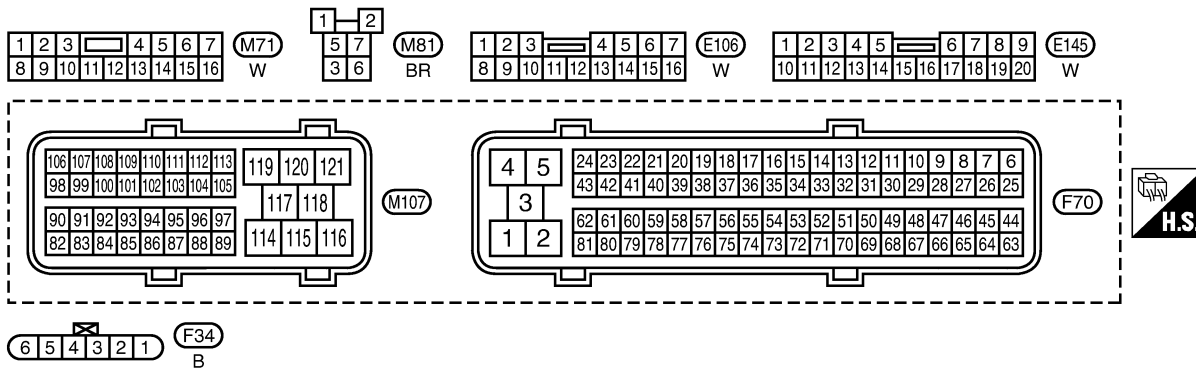 1 2 3 4 5 6 7 M71
8 9 10 11 12 13 14 15 16 W
1 2
5 7 M81
3 6 BR
1 2 3 4 5 6 7 E106
8 9 10 11 12 13 14 15 16 W
1 2 3 4 5 6 7 8 9 E145
10 11 12 13 14 15 16 17 18 19 20 W
106 107 108 109 110 111 112 113
98 99 100 101 102 103 104 105
90 91 92 93 94 95 96 97
82 83 84 85 86 87 88 89
119 120 121
117 118
114 115 116
M107
4 5
3
1 2
24 23 22 21 20 19 18 17 16 15 14 13 12 11 10 9 8 7 6
43 42 41 40 39 38 37 36 35 34 33 32 31 30 29 28 27 26 25
62 61 60 59 58 57 56 55 54 53 52 51 50 49 48 47 46 45 44
81 80 79 78 77 76 75 74 73 72 71 70 69 68 67 66 65 64 63
F70
H.S.
6 5 4 3 2 1 F34
B